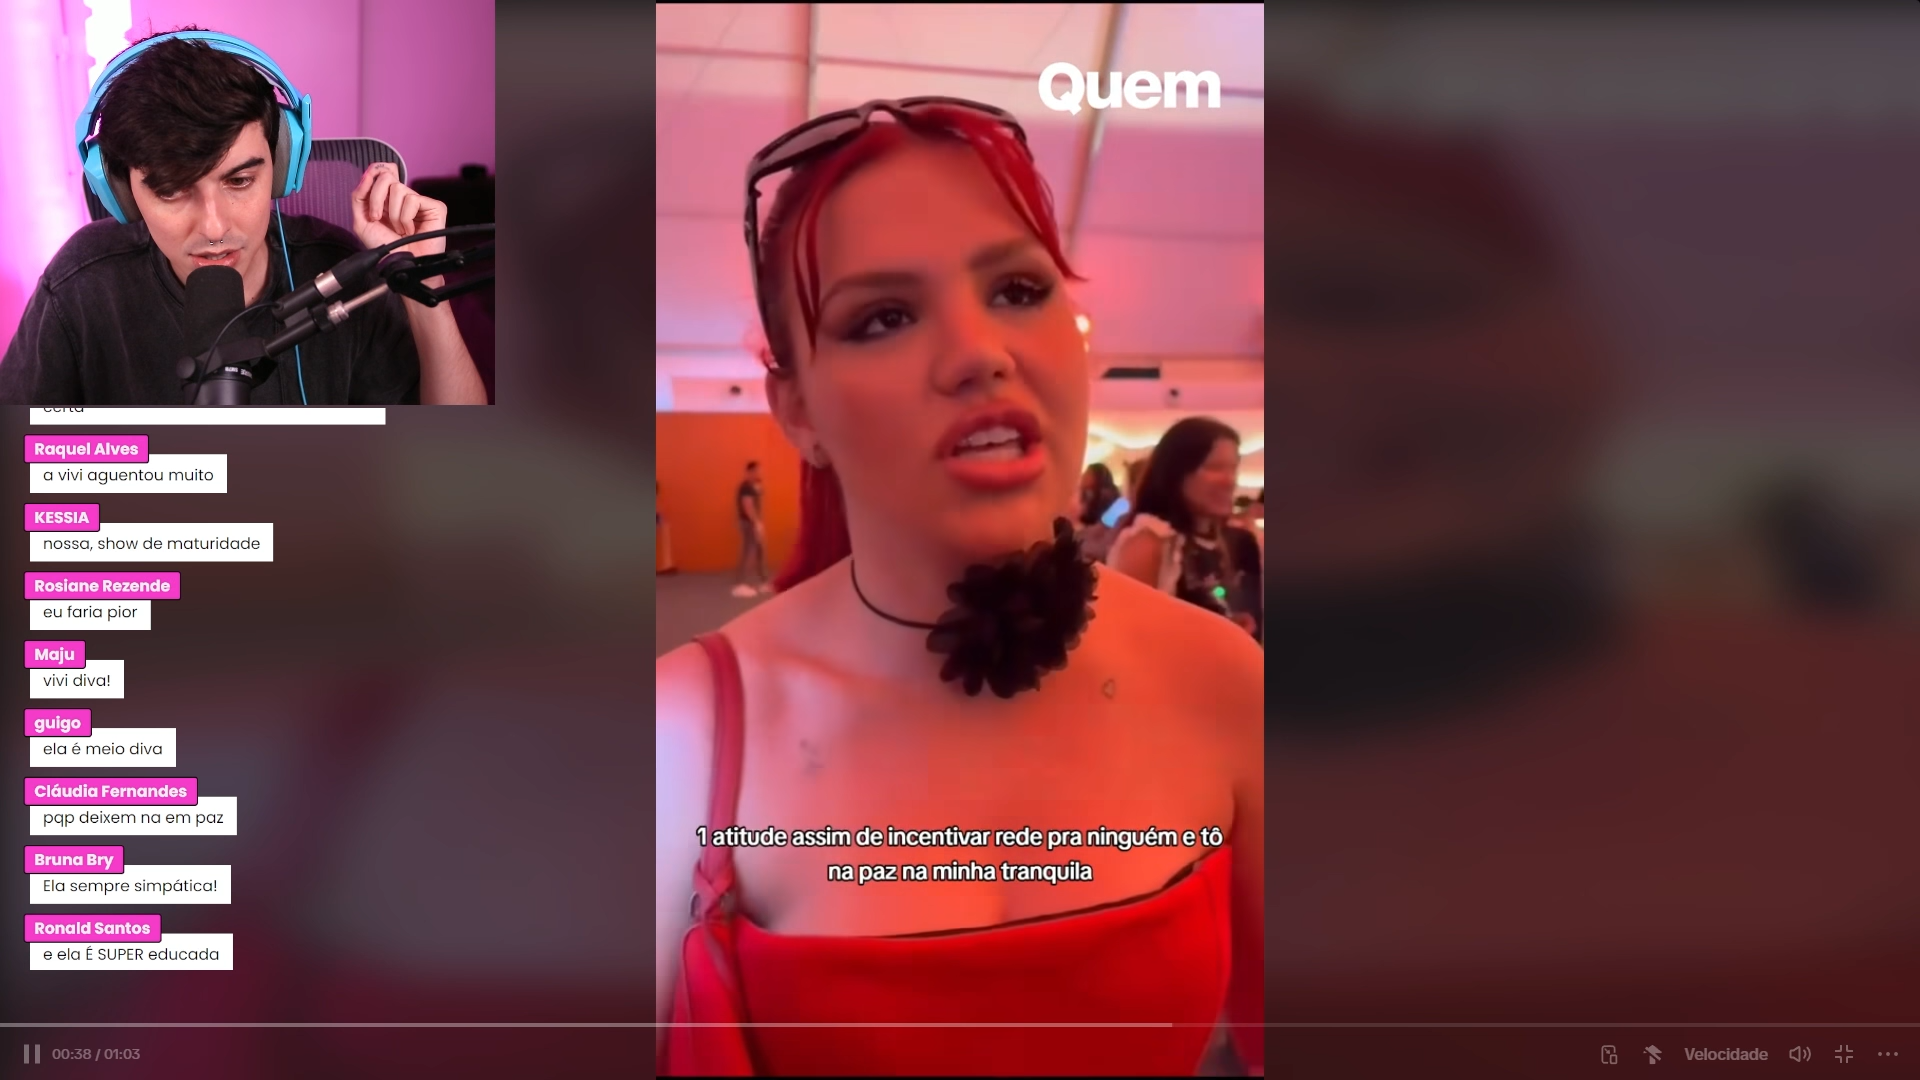 Quem
certa
Raquel Alves
a vivi aguentou muito
KESSIA
nossa, show de maturidade
Rosiane Rezende
eu faria pior
Maju
vivi diva!
guigo
ela é meio diva
Cláudia Fernandes
pqp deixem na em paz
Bruna Bry
Ela sempre simpática!
Ronald Santos
e ela É SUPER educada
1 atitude assim de incentivar rede pra ninguém e tô
na paz na minha tranquila
00:38 / 01:03
Velocidade